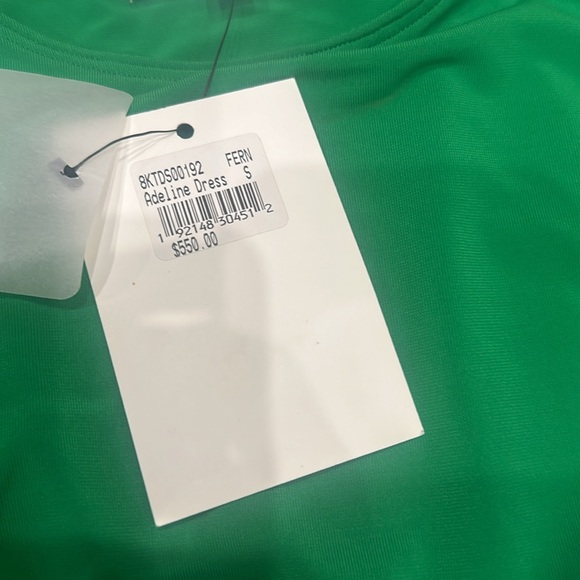 8KTDS00192 FERN
Adeline Dress S
1 92148 30451 2
$550.00